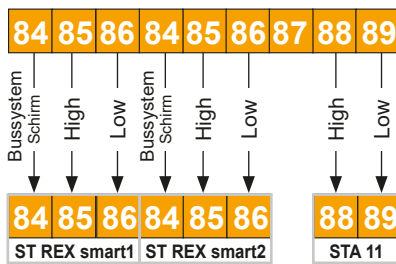 84 85 86 84 85 86 87 88 89
Bussystem Schirm High Low Bussystem Schirm High Low High Low
84 85 86 84 85 86 88 89
ST REX smart1 ST REX smart2 STA 11